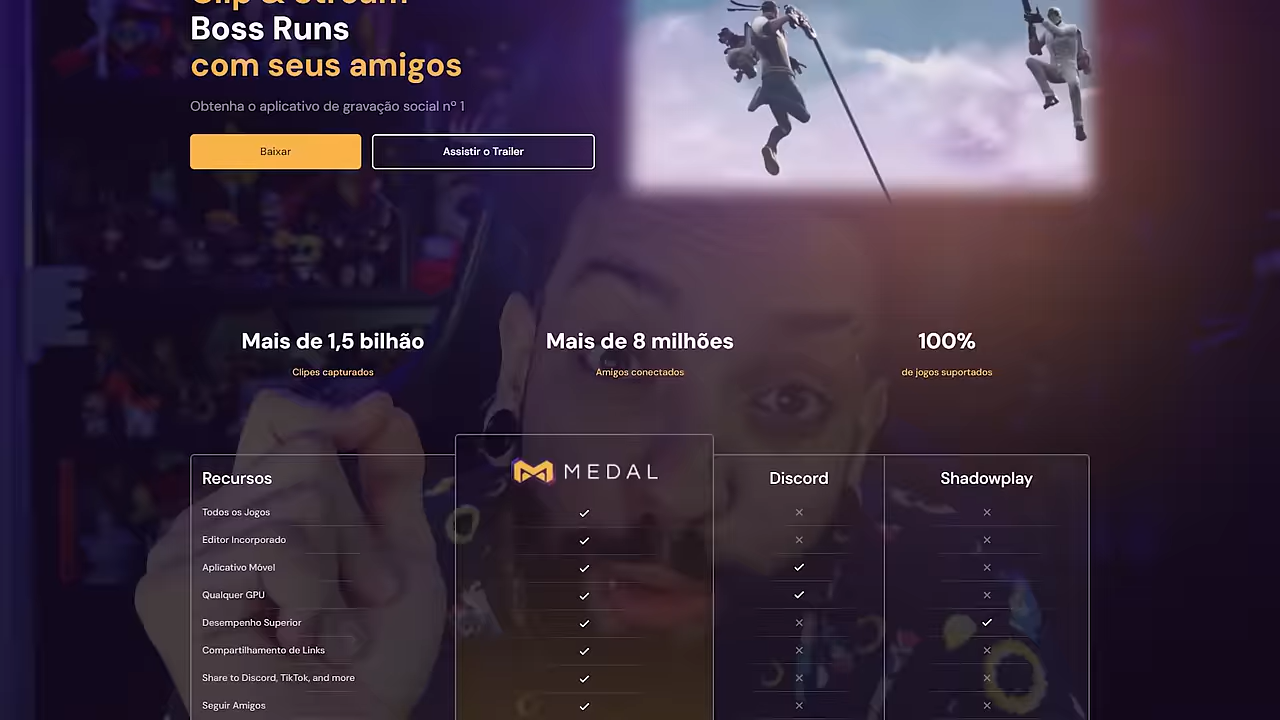 Clip & Stream
Boss Runs
com seus amigos
Obtenha o aplicativo de gravação social nº 1
Baixar
Assistir o Trailer
Mais de 1,5 bilhão
Clipes capturados
Mais de 8 milhões
Amigos conectados
100%
de jogos suportados
Recursos
MEDAL
Discord
Shadowplay
Todos os Jogos
Editor Incorporado
Aplicativo Móvel
Qualquer GPU
Desempenho Superior
Compartilhamento de Links
Share to Discord, TikTok, and more
Seguir Amigos